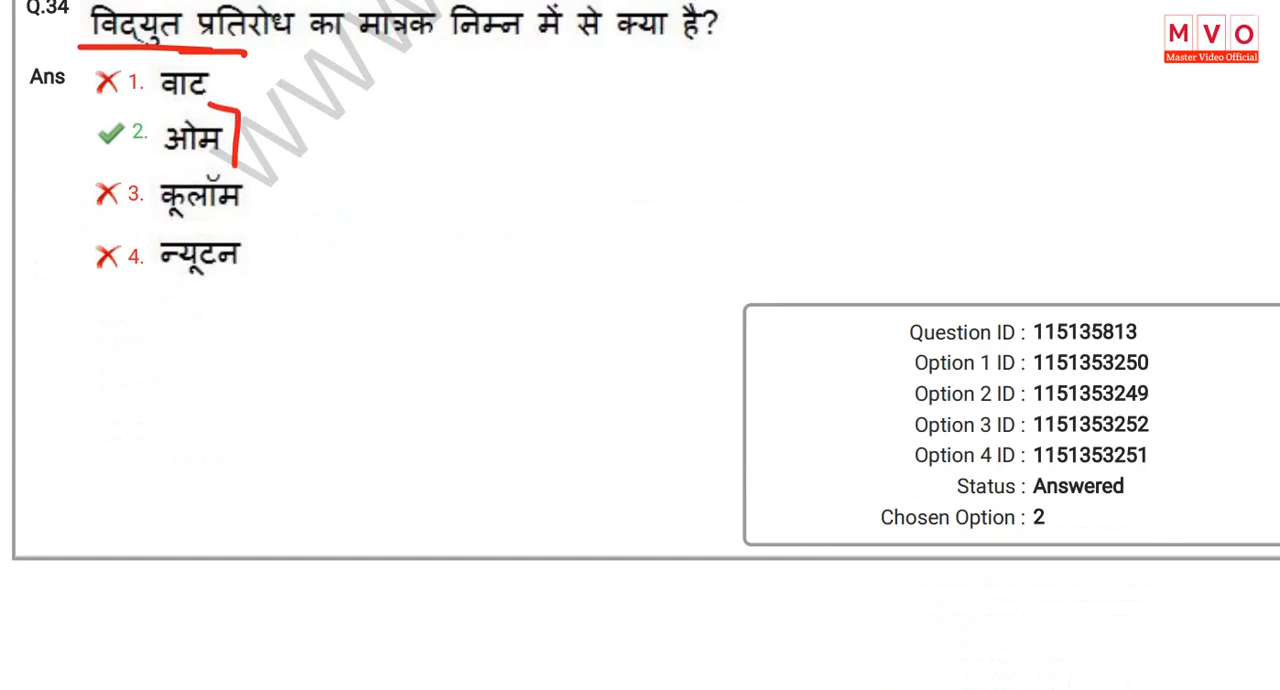 Q.34
विद्युत प्रतिरोध का मात्रक निम्न में से क्या है?
M V O
Master Video Official
Ans
1. वाट
2. ओम
3. कूलॉम
4. न्यूटन
WWW
Question ID : 115135813
Option 1 ID : 1151353250
Option 2 ID : 1151353249
Option 3 ID : 1151353252
Option 4 ID : 1151353251
Status : Answered
Chosen Option : 2